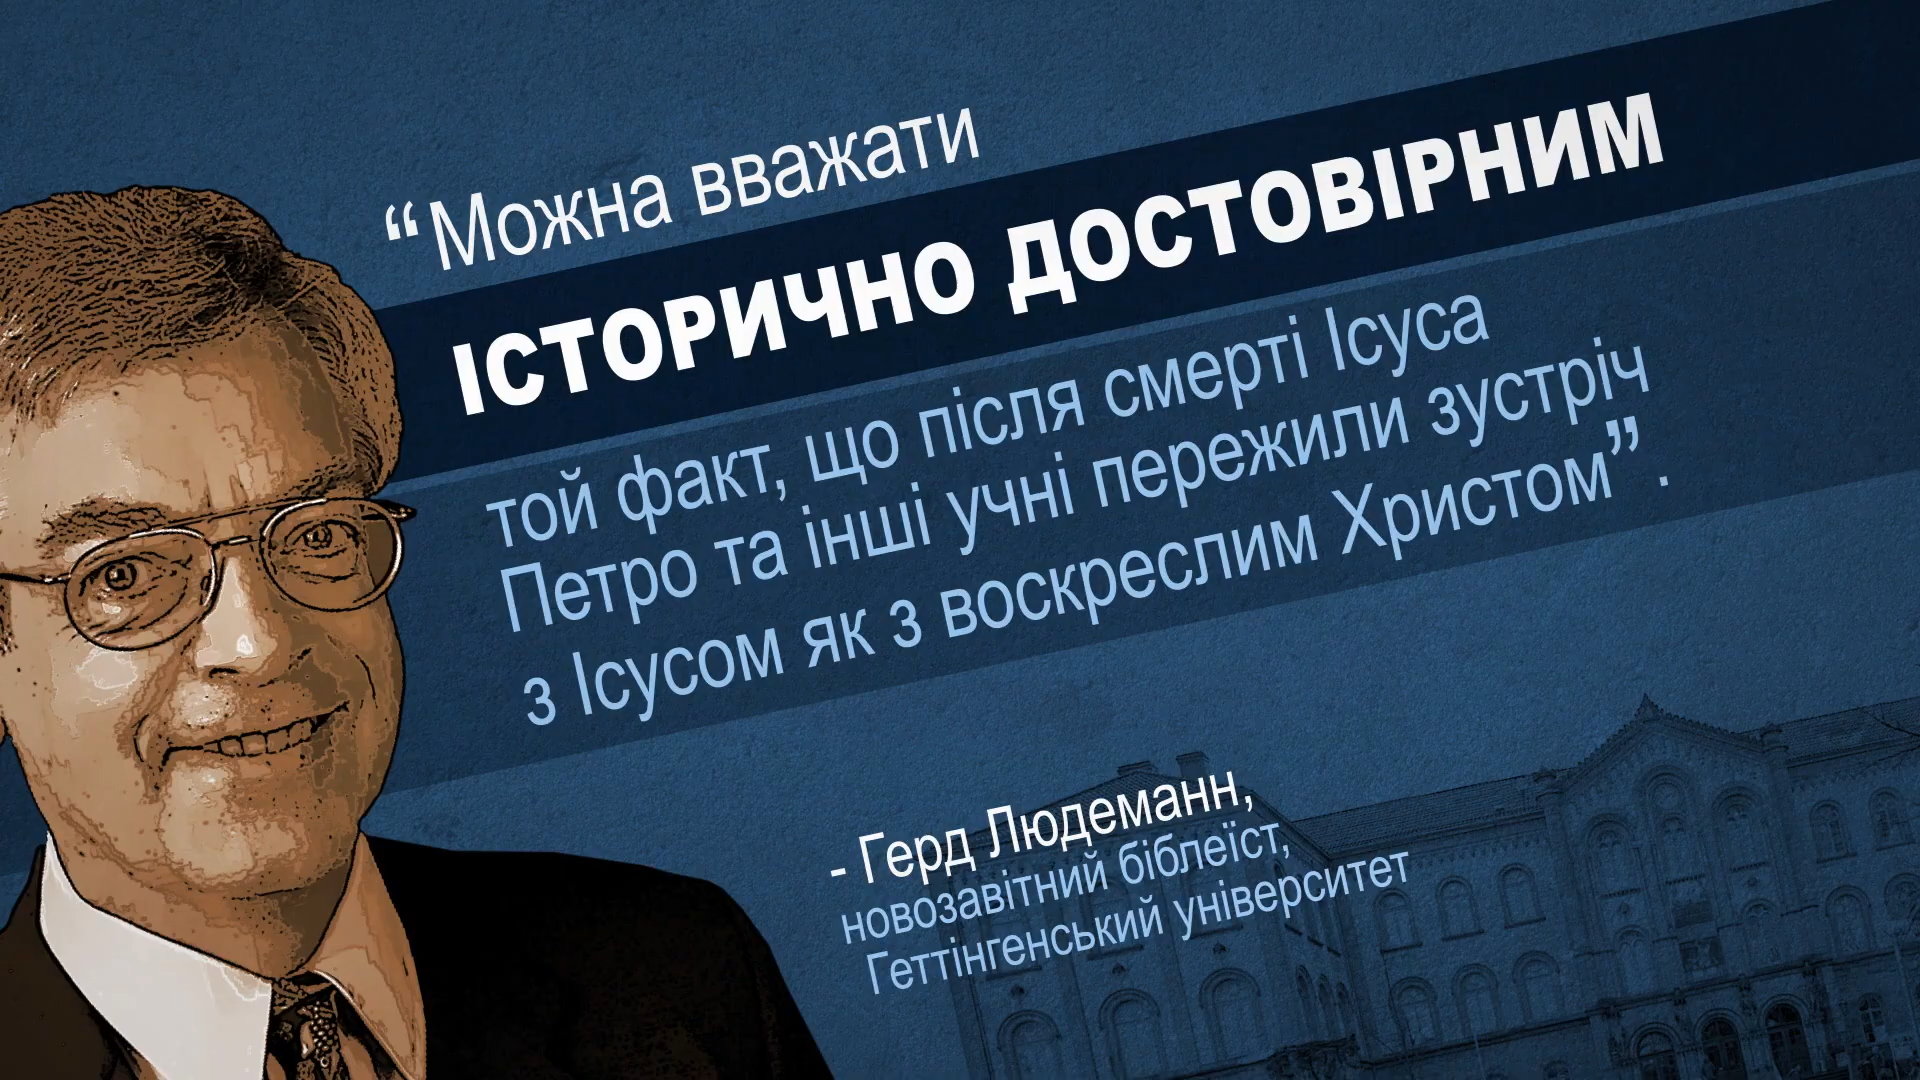 “Можна вважати
ІСТОРИЧНО ДОСТОВІРНИМ
той факт, що після смерті Ісуса
Петро та інші учні пережили зустріч
з Ісусом як з воскреслим Христом”.
- Герд Людеманн,
новозавітний біблеїст,
Геттінгенський університет